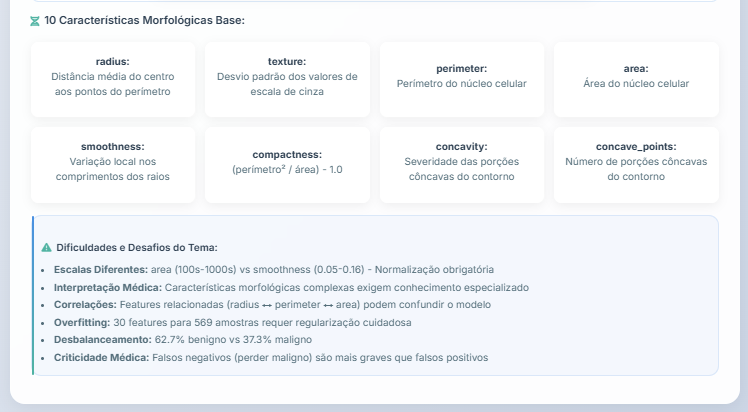 10 Características Morfológicas Base:
radius:
Distância média do centro
aos pontos do perímetro
texture:
Desvio padrão dos valores de
escala de cinza
perimeter:
Perímetro do núcleo celular
area:
Área do núcleo celular
smoothness:
Variação local nos
comprimentos dos raios
compactness:
(perímetro² / área) - 1.0
concavity:
Severidade das porções
côncavas do contorno
concave_points:
Número de porções côncavas
do contorno
Dificuldades e Desafios do Tema:
• Escalas Diferentes: area (100s-1000s) vs smoothness (0.05-0.16) - Normalização obrigatória
• Interpretação Médica: Características morfológicas complexas exigem conhecimento especializado
• Correlações: Features relacionadas (radius ↔ perimeter ↔ area) podem confundir o modelo
• Overfitting: 30 features para 569 amostras requer regularização cuidadosa
• Desbalanceamento: 62.7% benigno vs 37.3% maligno
• Criticidade Médica: Falsos negativos (perder maligno) são mais graves que falsos positivos